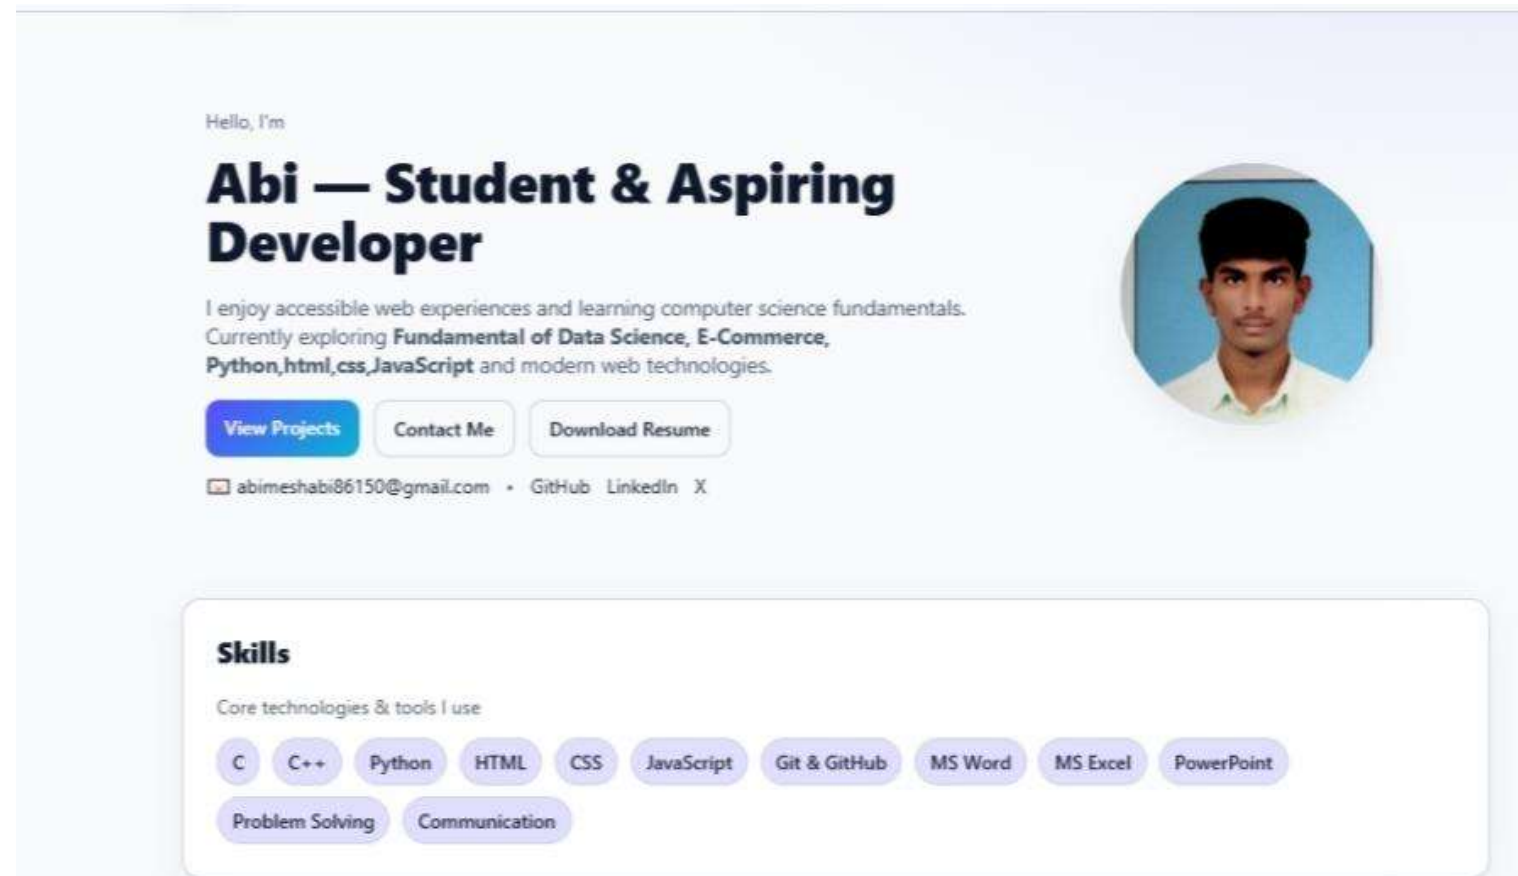 Hello, I'm
Abi — Student & Aspiring
Developer
I enjoy accessible web experiences and learning computer science fundamentals.
Currently exploring Fundamental of Data Science, E-Commerce,
Python,html,css,JavaScript and modern web technologies.
View Projects Contact Me Download Resume
abimeshabi86150@gmail.com • GitHub LinkedIn X
Skills
Core technologies & tools I use
C C++ Python HTML CSS JavaScript Git & GitHub MS Word MS Excel PowerPoint
Problem Solving Communication